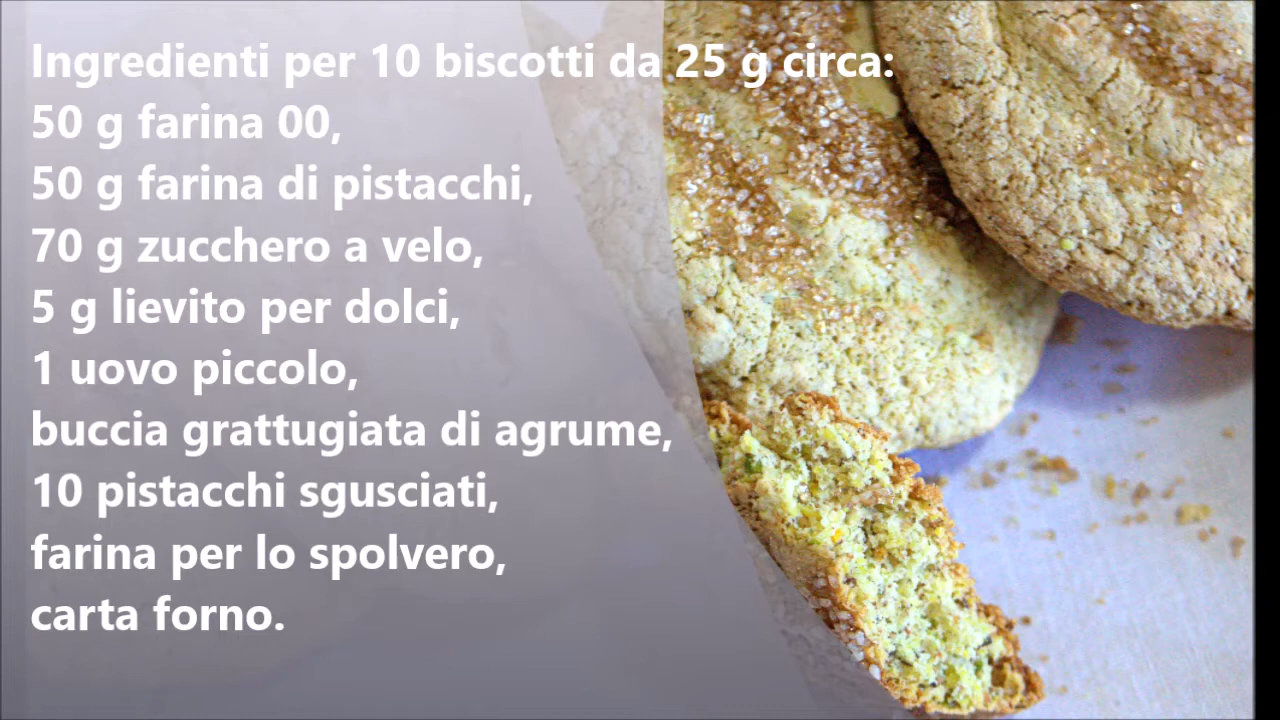 Ingredienti per 10 biscotti da 25 g circa:
50 g farina 00,
50 g farina di pistacchi,
70 g zucchero a velo,
5 g lievito per dolci,
1 uovo piccolo,
buccia grattugiata di agrume,
10 pistacchi sgusciati,
farina per lo spolvero,
carta forno.